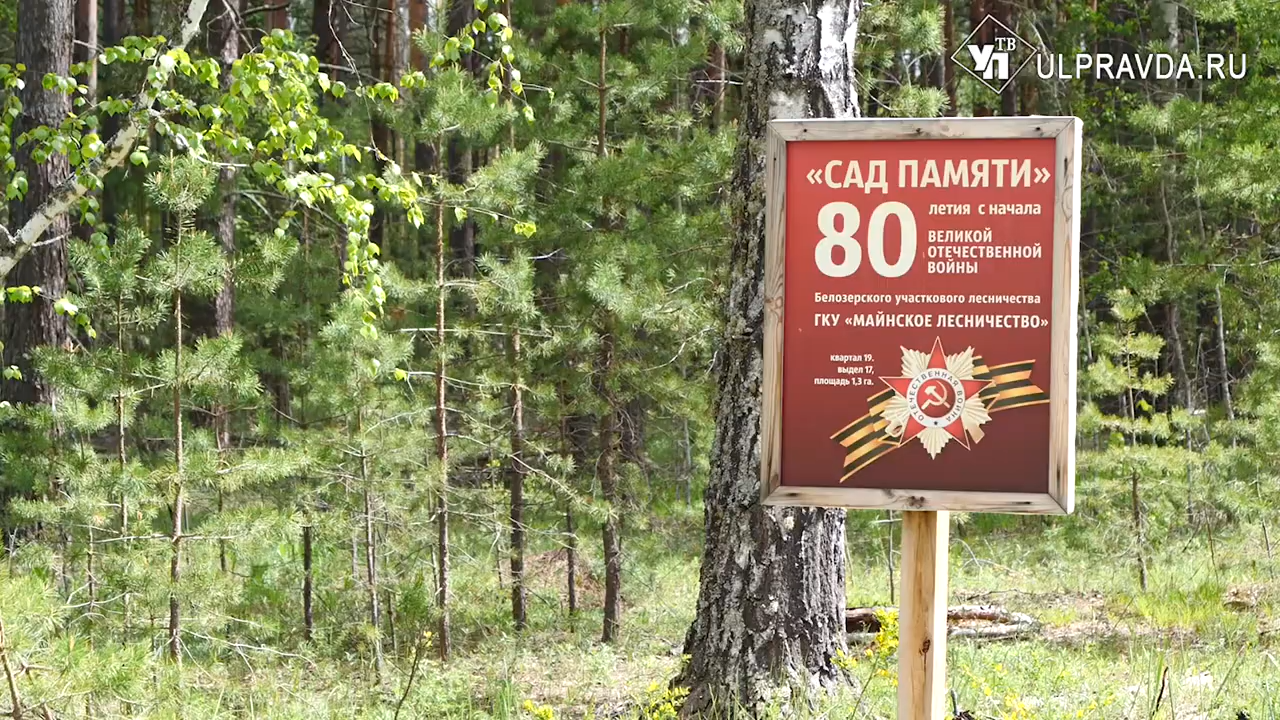 УП ТВ
ULPRAVDA.RU
«САД ПАМЯТИ»
80 летия с начала
ВЕЛИКОЙ
ОТЕЧЕСТВЕННОЙ
ВОЙНЫ
Белозерского участкового лесничества
ГКУ «МАЙНСКОЕ ЛЕСНИЧЕСТВО»
квартал 19.
выдел 17,
площадь 1,3 га.
ОТЕЧЕСТВЕННАЯ ВОЙНА